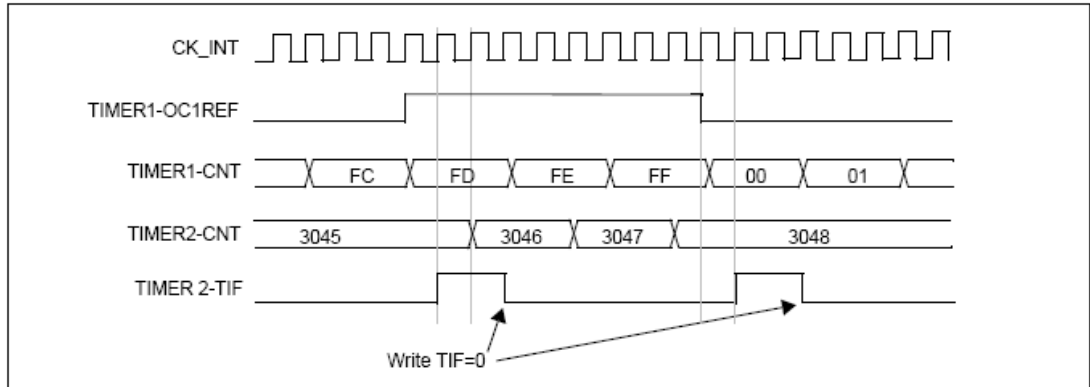 CK_INT
TIMER1-OC1REF
TIMER1-CNT FC FD FE FF 00 01
TIMER2-CNT 3045 3046 3047 3048
TIMER 2-TIF
Write TIF=0